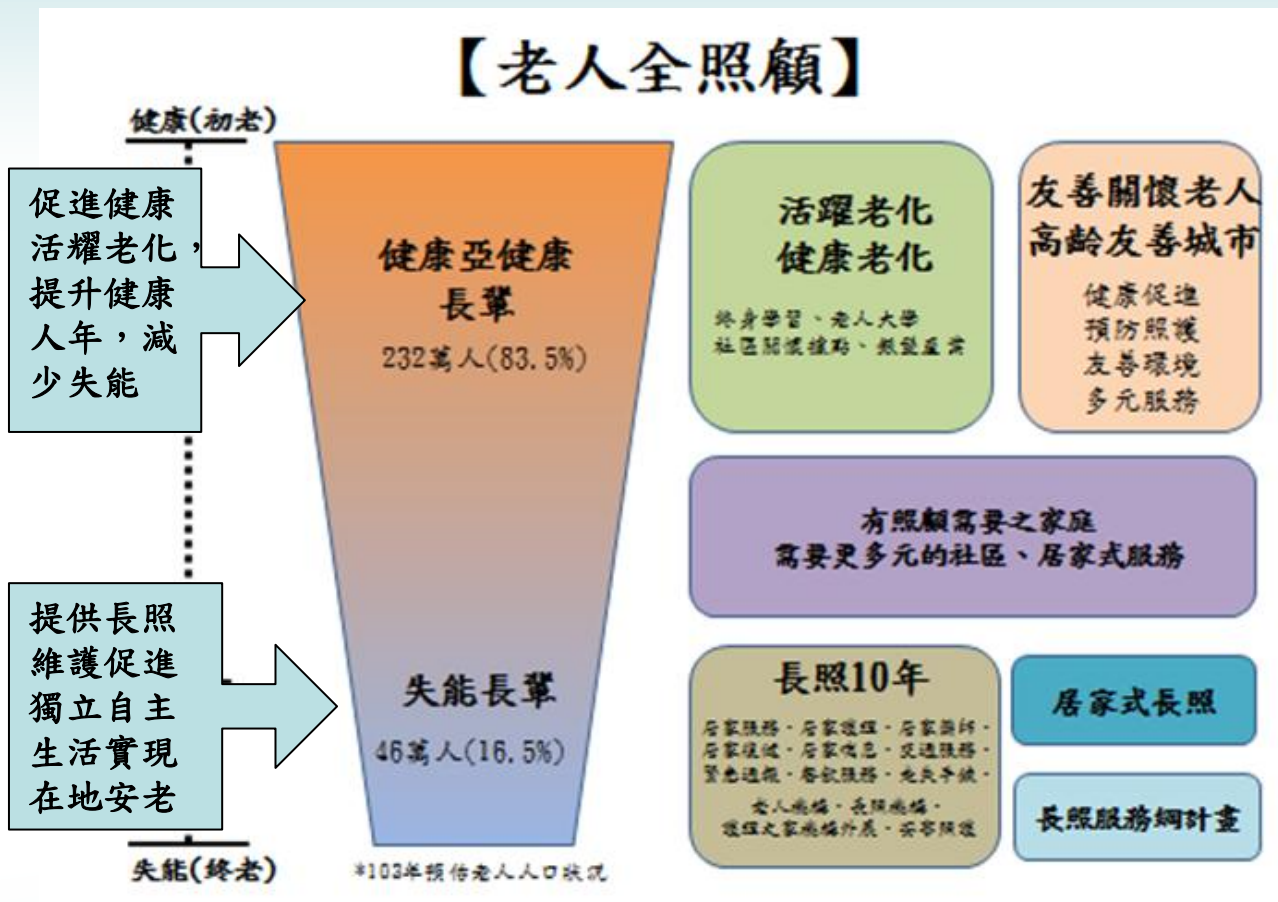 【老人全照顧】
健康(初老)
促進健康
活耀老化，
提升健康
人年，減
少失能
健康亞健康
長輩
232萬人(83.5%)
活躍老化
健康老化
終身學習、老人大學
社區關懷據點、銀髮產業
友善關懷老人
高齡友善城市
健康促進
預防照護
友善環境
多元服務
有照顧需要之家庭
需要更多元的社區、居家式服務
提供長照
維護促進
獨立自主
生活實現
在地安老
失能長輩
46萬人(16.5%)
長照10年
居家服務、居家護理、居家藥師、
居家復健、居家喘息、交通服務、
緊急通報、餐飲服務、走失手鍊、
老人機構、長照機構、
護理之家機構外展、安寧照護
居家式長照
長照服務網計畫
失能(終老)
*103年預估老人人口狀況